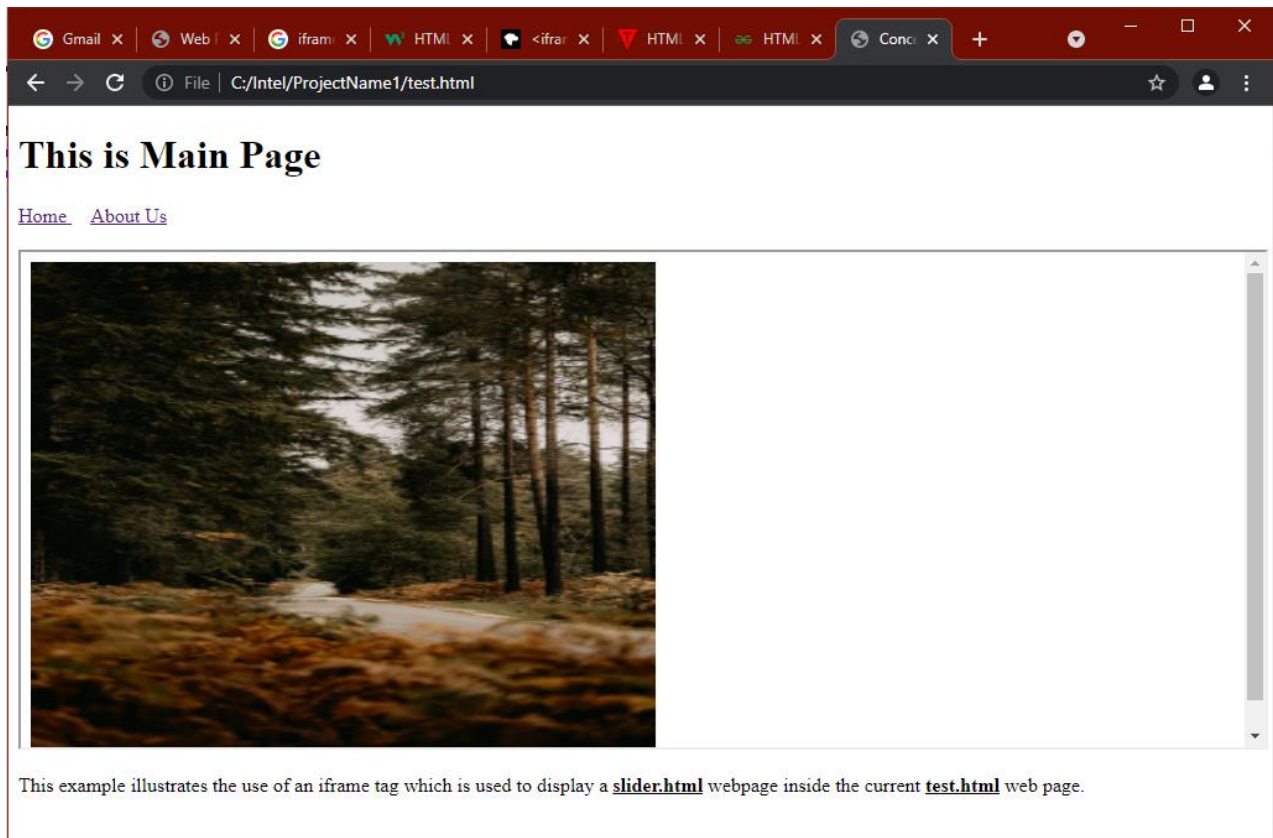 Gmail
Web
iframe
HTML
<ifrar
HTML
HTML
Conc
File | C:/Intel/ProjectName1/test.html
This is Main Page
Home About Us
This example illustrates the use of an iframe tag which is used to display a slider.html webpage inside the current test.html web page.